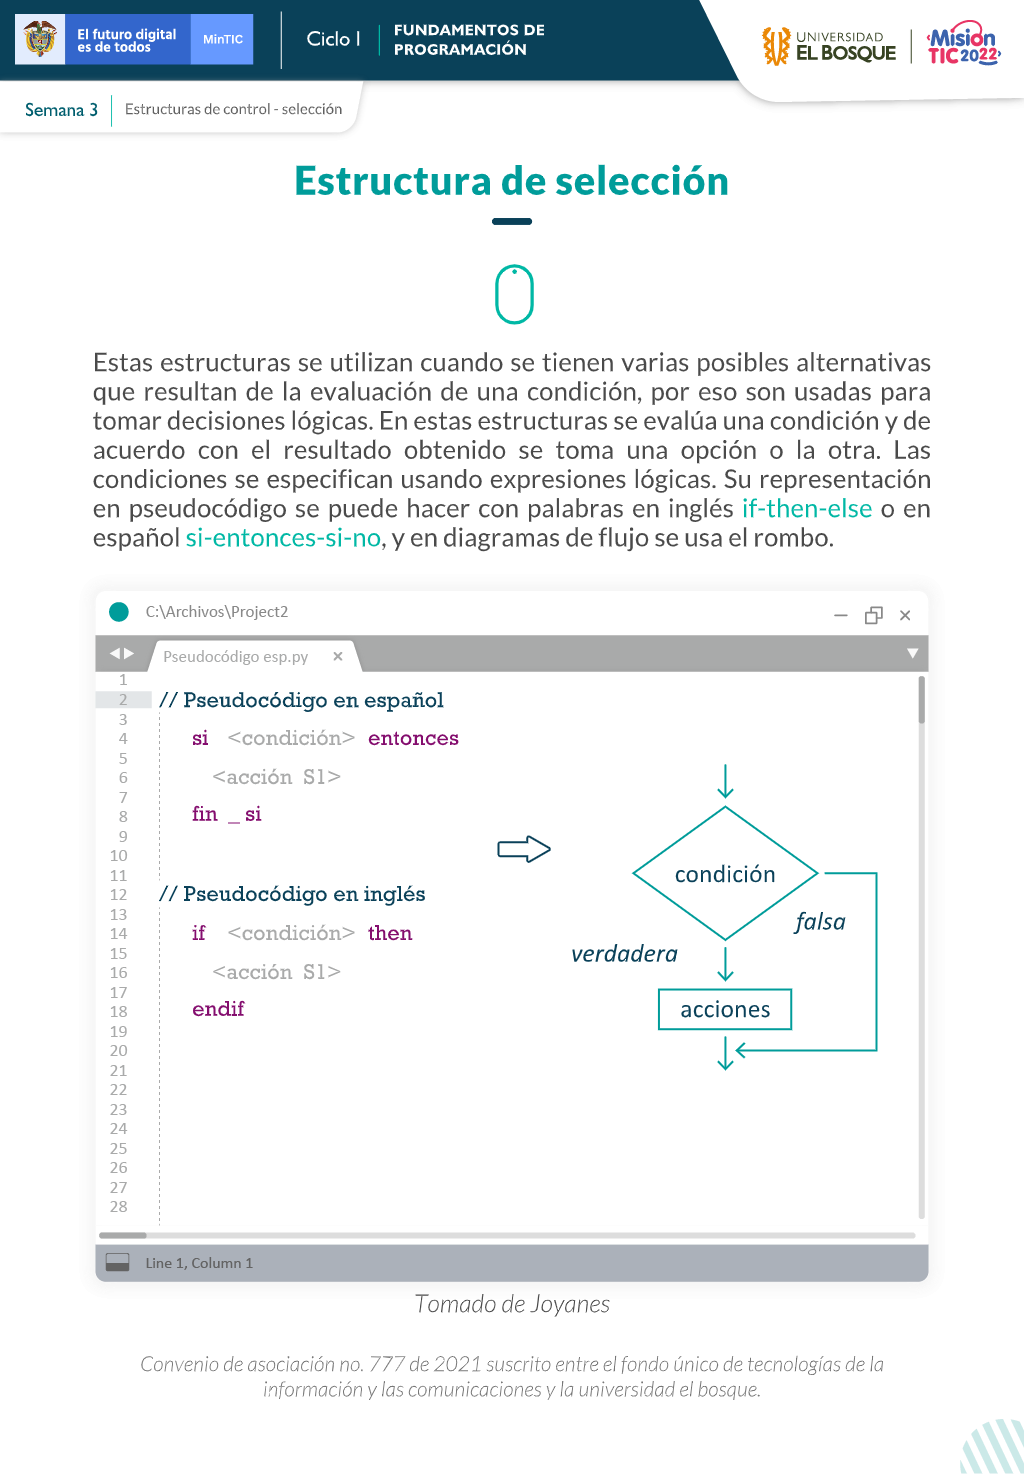 El futuro digital
es de todos
MinTIC
Ciclo I
FUNDAMENTOS DE
PROGRAMACIÓN
UNIVERSIDAD
EL BOSQUE
Misión
TIC2022
Semana 3
Estructuras de control - selección
Estructura de selección
Estas estructuras se utilizan cuando se tienen varias posibles alternativas
que resultan de la evaluación de una condición, por eso son usadas para
tomar decisiones lógicas. En estas estructuras se evalúa una condición y de
acuerdo con el resultado obtenido se toma una opción o la otra. Las
condiciones se especifican usando expresiones lógicas. Su representación
en pseudocódigo se puede hacer con palabras en inglés if-then-else o en
español si-entonces-si-no, y en diagramas de flujo se usa el rombo.
C:\Archivos\Project2
Pseudocódigo esp.py
1
2 // Pseudocódigo en español
3
4 si <condición> entonces
5
6 <acción S1>
7
8 fin _ si
9
10
11
12 // Pseudocódigo en inglés
13
14 if <condición> then
15
16 <acción S1>
17
18 endif
19
20
21
22
23
24
25
26
27
28
condición
falsa
verdadera
acciones
Line 1, Column 1
Tomado de Joyanes
Convenio de asociación no. 777 de 2021 suscrito entre el fondo único de tecnologías de la
información y las comunicaciones y la universidad el bosque.